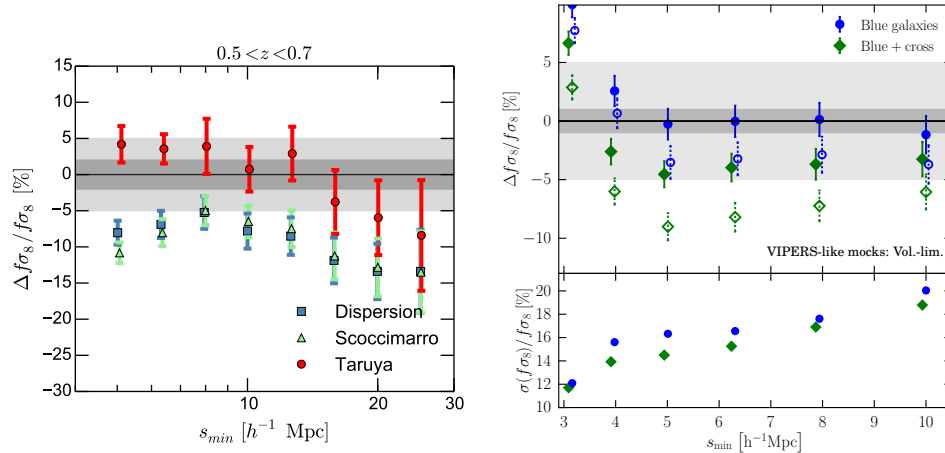 0.5 < z < 0.7
Δfσ₈/fσ₈ [%]
15
10
5
0
−5
−10
−15
−20
−25
−30
Dispersion
Scoccimarro
Taruya
10
20
30
s_min [h⁻¹ Mpc]
Δfσ₈/fσ₈ [%]
5
0
−5
−10
Blue galaxies
Blue + cross
VIPERS-like mocks: Vol.-lim.
σ(fσ₈)/fσ₈ [%]
20
18
16
14
12
10
3
4
5
6
7
8
9
10
s_min [h⁻¹Mpc]